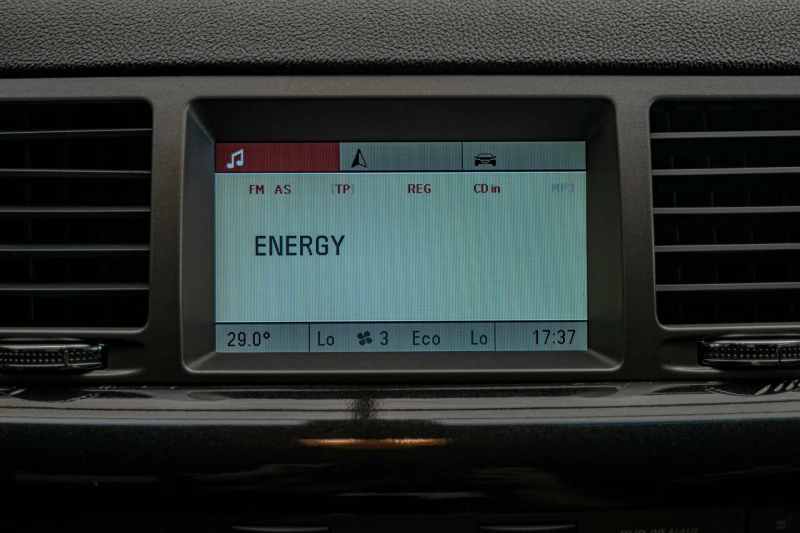 FM AS [TP] REG CD in MP3
ENERGY
29.0° Lo 3 Eco Lo 17:37